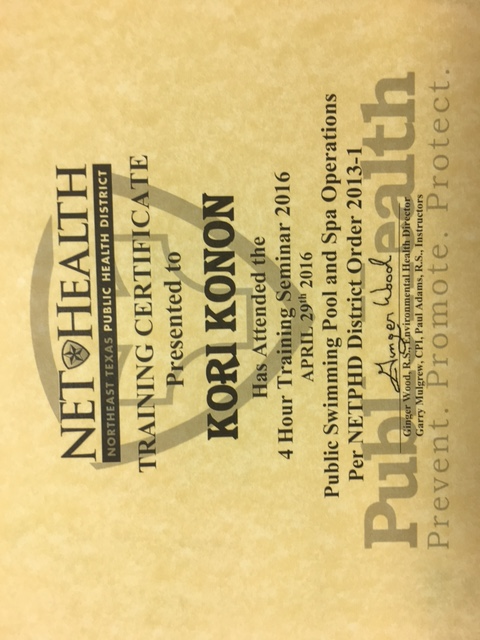 NET HEALTH
NORTHEAST TEXAS PUBLIC HEALTH DISTRICT
TRAINING CERTIFICATE
Presented to
KORI KONON
Has Attended the
4 Hour Training Seminar 2016
APRIL 29th 2016
Public Swimming Pool and Spa Operations
Per NETPHD District Order 2013-1
Public Health
Ginger Wood
Ginger Wood, R.S., Environmental Health Director
Garry Mulgrew, CPI, Paul Adams, R.S., Instructors
Prevent. Promote. Protect.